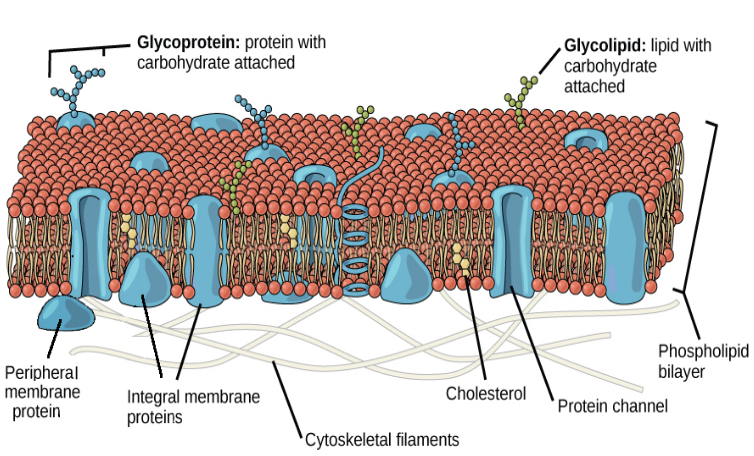 Glycoprotein: protein with
carbohydrate attached
Glycolipid: lipid with
carbohydrate
attached
Phospholipid
bilayer
Peripheral
membrane
protein
Integral membrane
proteins
Cholesterol
Protein channel
Cytoskeletal filaments